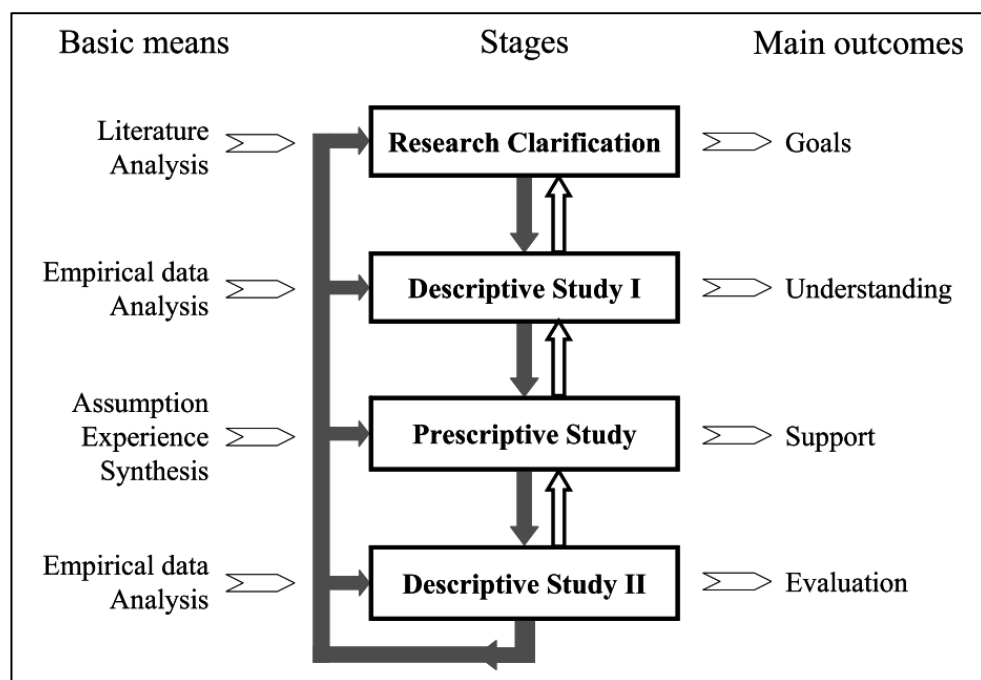 Basic means
Stages
Main outcomes
Literature
Analysis
Research Clarification
Goals
Empirical data
Analysis
Descriptive Study I
Understanding
Assumption
Experience
Synthesis
Prescriptive Study
Support
Empirical data
Analysis
Descriptive Study II
Evaluation